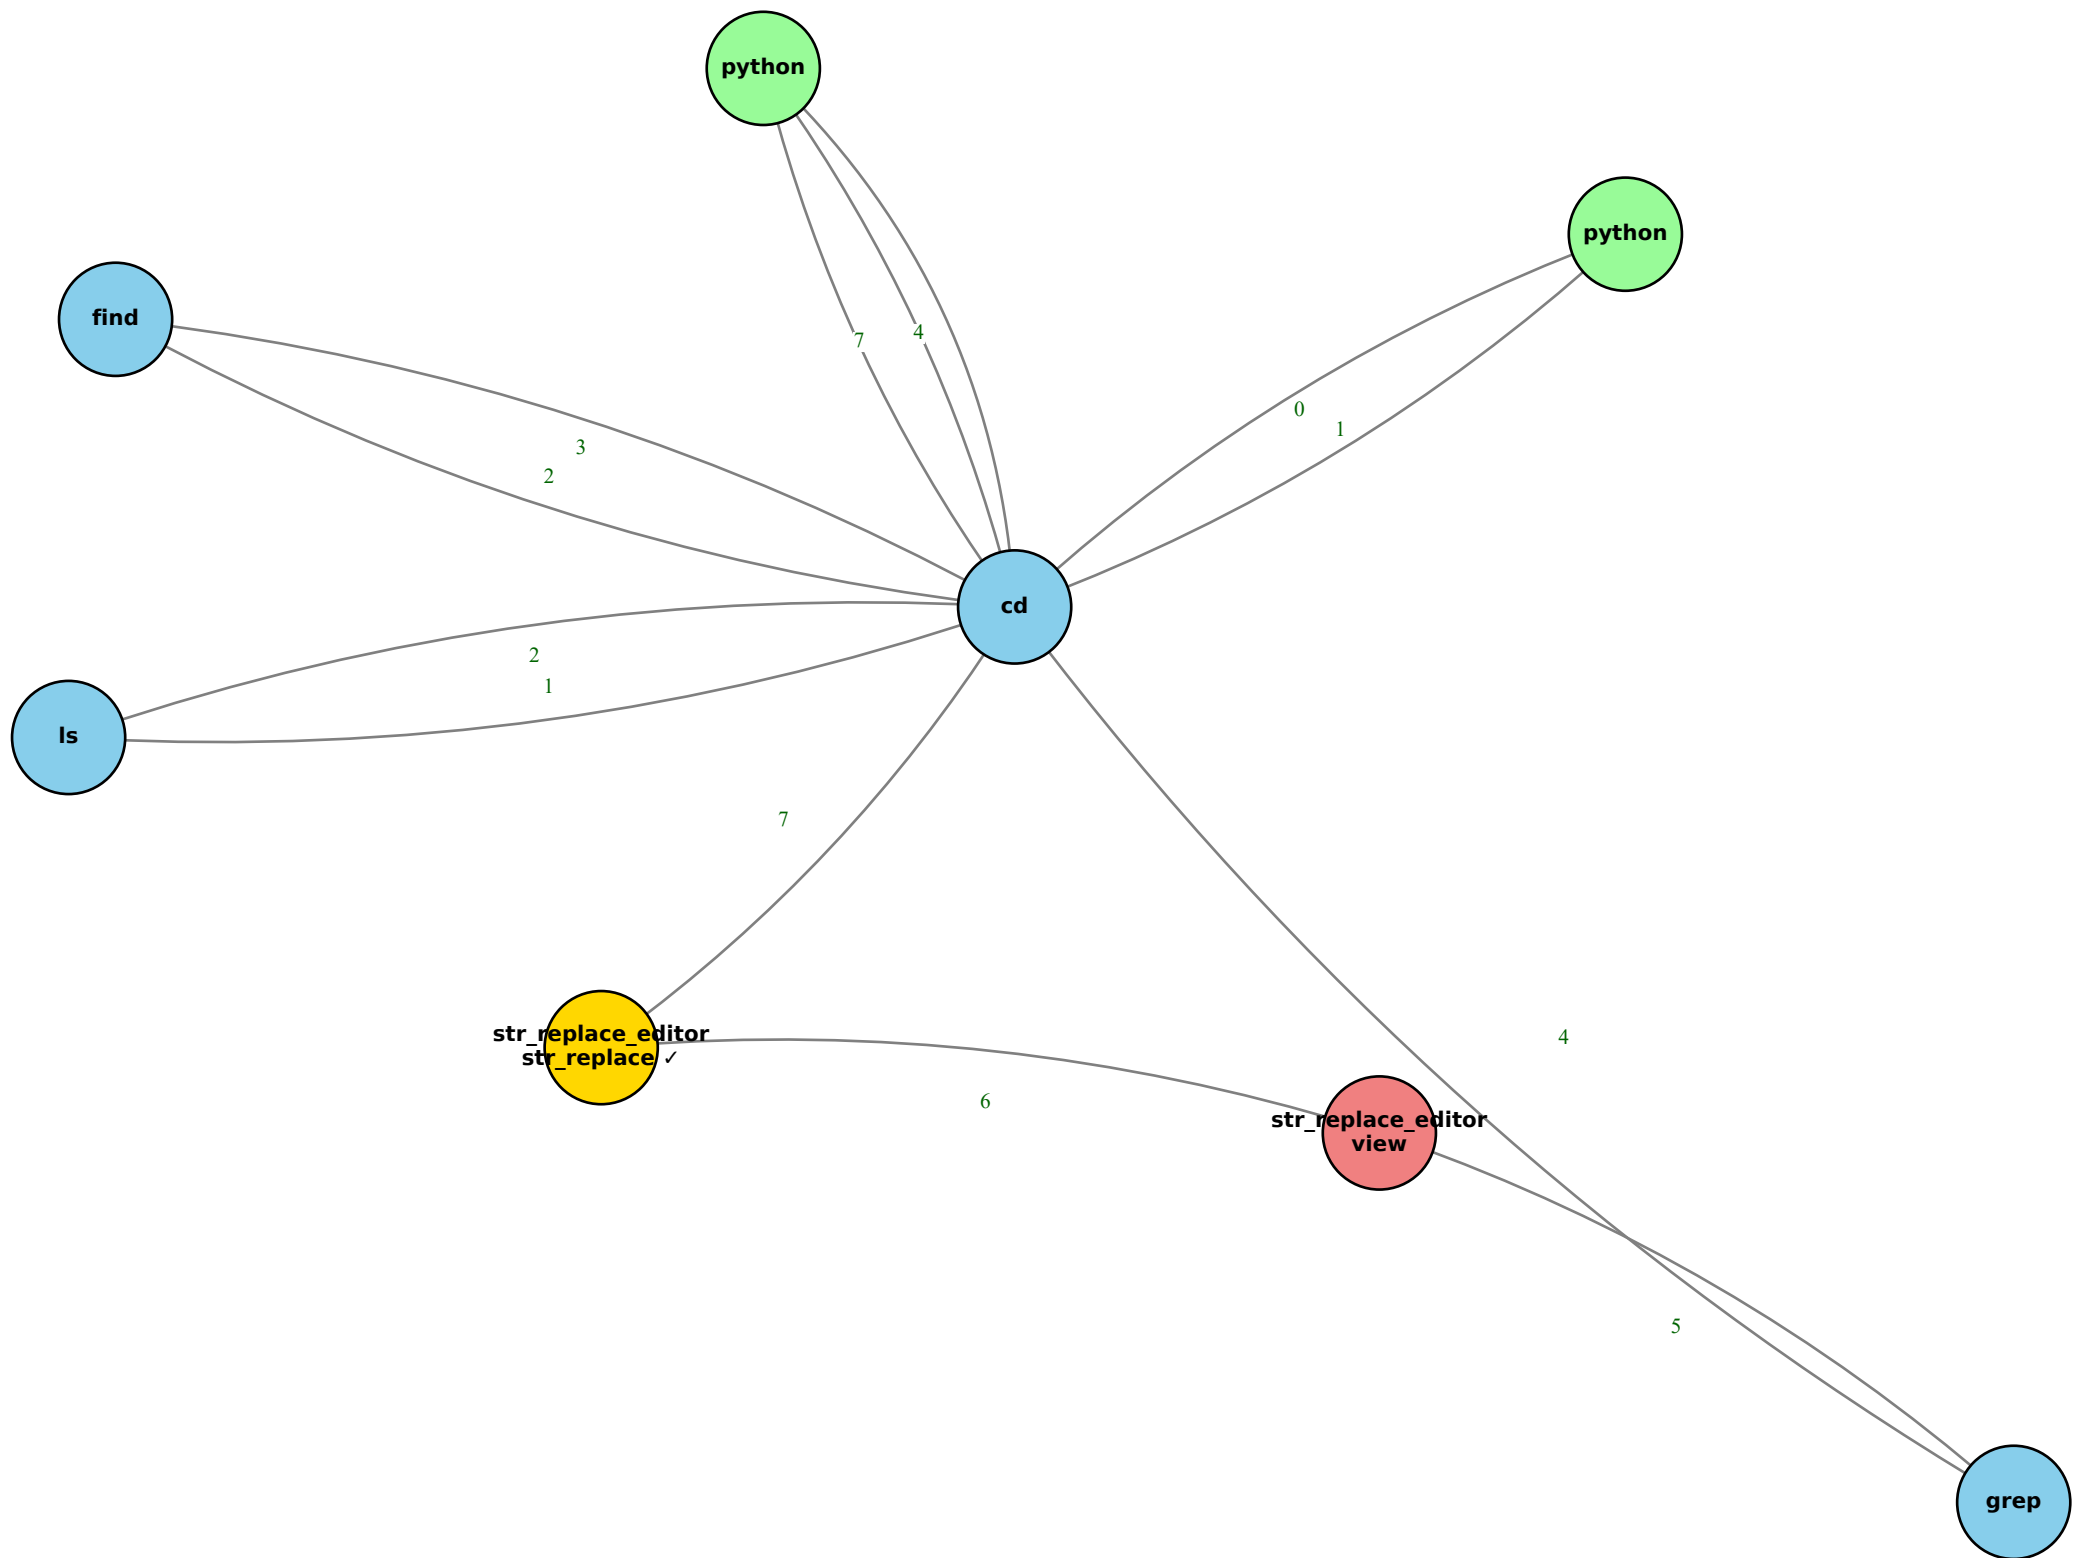 python
python
find
7
4
0
1
3
2
cd
2
1
ls
7
str_replace_editor
str_replace ✓
4
6
str_replace_editor
view
5
grep